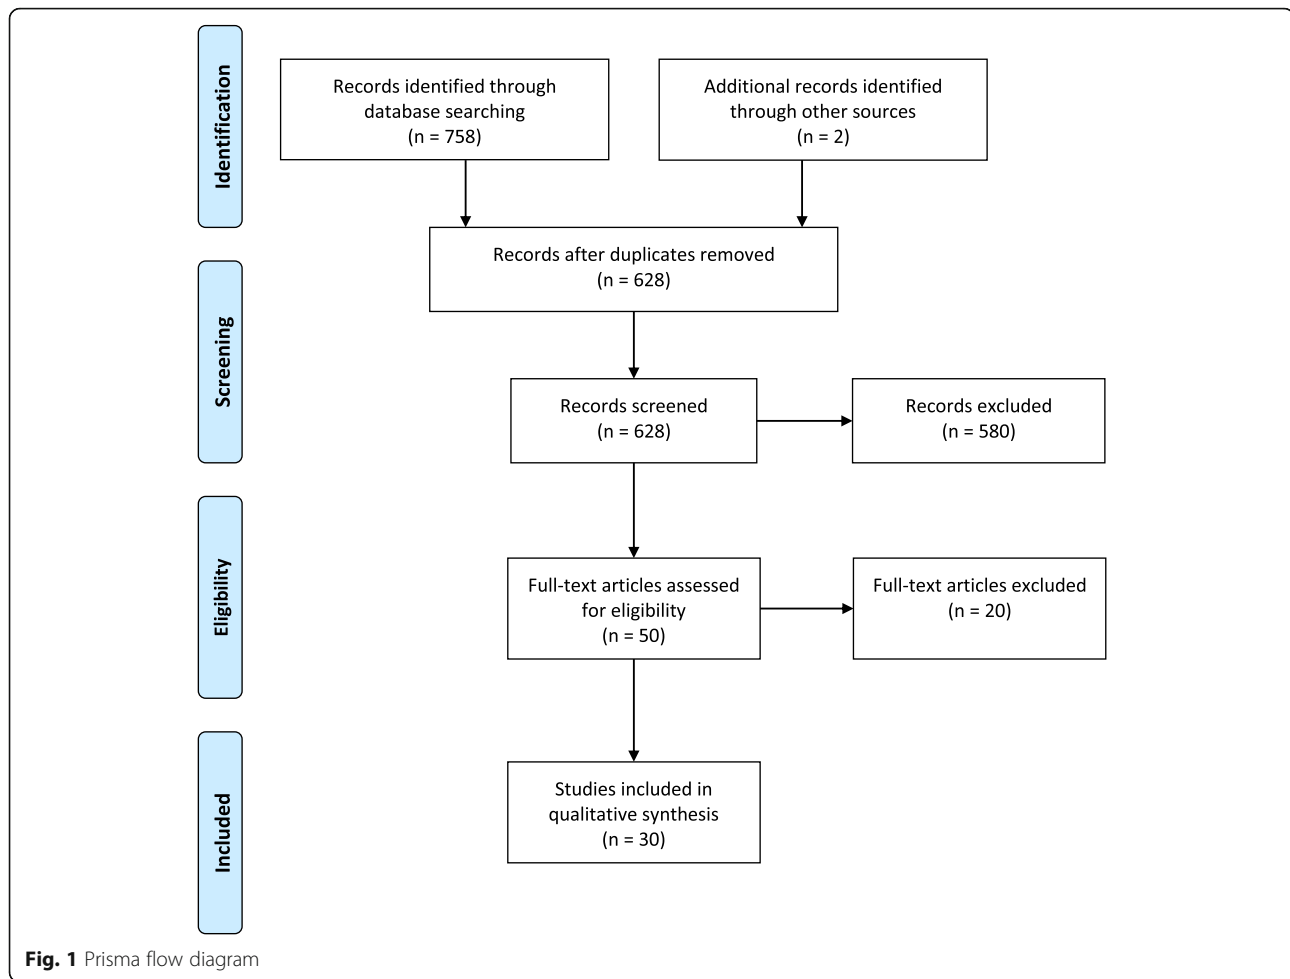 Identification
Records identified through
database searching
(n = 758)
Additional records identified
through other sources
(n = 2)
Records after duplicates removed
(n = 628)
Screening
Records screened
(n = 628)
Records excluded
(n = 580)
Eligibility
Full-text articles assessed
for eligibility
(n = 50)
Full-text articles excluded
(n = 20)
Included
Studies included in
qualitative synthesis
(n = 30)
Fig. 1 Prisma flow diagram